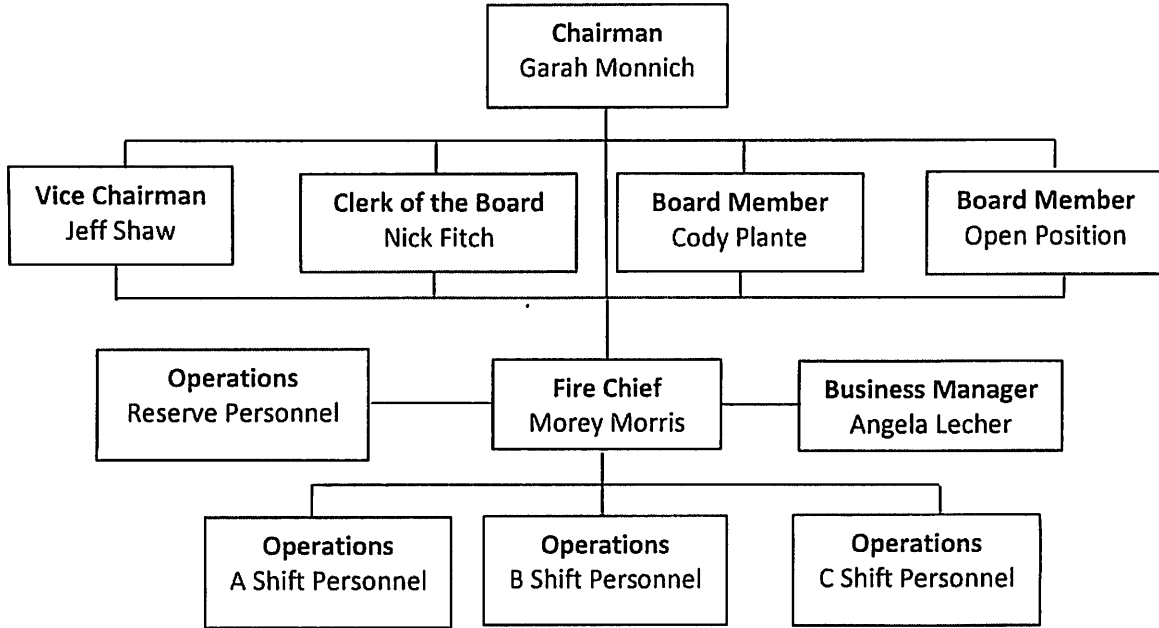 Chairman
Garah Monnich
Vice Chairman
Jeff Shaw
Clerk of the Board
Nick Fitch
Board Member
Cody Plante
Board Member
Open Position
Operations
Reserve Personnel
Fire Chief
Morey Morris
Business Manager
Angela Lecher
Operations
A Shift Personnel
Operations
B Shift Personnel
Operations
C Shift Personnel